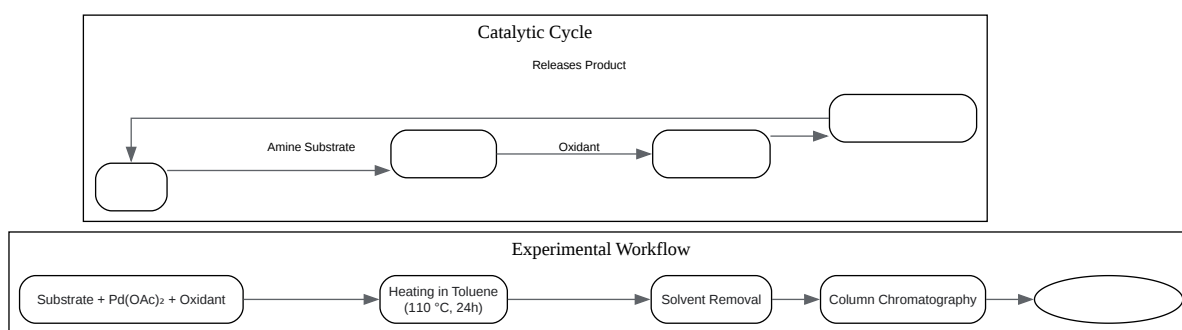 Catalytic Cycle
Releases Product
Amine Substrate
Oxidant
Experimental Workflow
Substrate + Pd(OAc)₂ + Oxidant
Heating in Toluene
(110 °C, 24h)
Solvent Removal
Column Chromatography